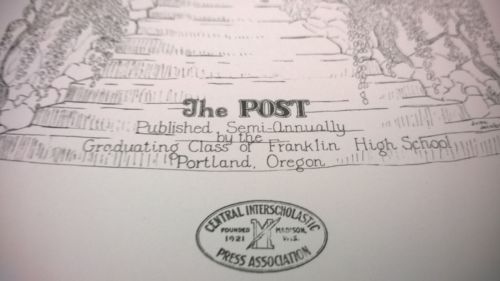 The POST
Published Semi-Annually
by the
Graduating Class of Franklin High School
Portland, Oregon
CENTRAL INTERSCHOLASTIC
FOUNDED MADISON,
1921 M WIS.
PRESS ASSOCIATION